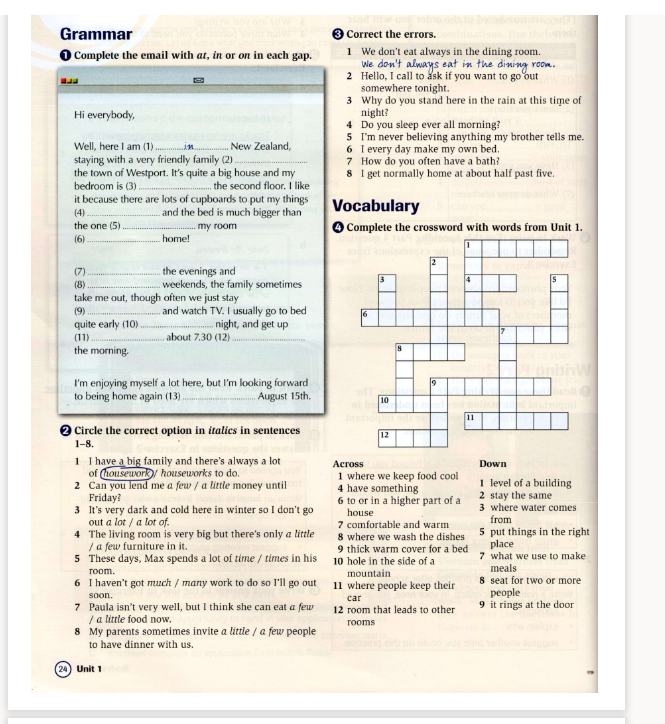 Grammar
1 Complete the email with at, in or on in each gap.
Hi everybody,
Well, here I am (1) ......in...... New Zealand,
staying with a very friendly family (2) ......................
the town of Westport. It's quite a big house and my
bedroom is (3) ...................... the second floor. I like
it because there are lots of cupboards to put my things
(4) ...................... and the bed is much bigger than
the one (5) ...................... my room
(6) ...................... home!
(7) ...................... the evenings and
(8) ...................... weekends, the family sometimes
take me out, though often we just stay
(9) ...................... and watch TV. I usually go to bed
quite early (10) ...................... night, and get up
(11) ...................... about 7.30 (12) ......................
the morning.
I'm enjoying myself a lot here, but I'm looking forward
to being home again (13) ...................... August 15th.
2 Circle the correct option in italics in sentences
1–8.
1 I have a big family and there's always a lot
of housework / houseworks to do.
2 Can you lend me a few / a little money until
Friday?
3 It's very dark and cold here in winter so I don't go
out a lot / a lot of.
4 The living room is very big but there's only a little
/ a few furniture in it.
5 These days, Max spends a lot of time / times in his
room.
6 I haven't got much / many work to do so I'll go out
soon.
7 Paula isn't very well, but I think she can eat a few
/ a little food now.
8 My parents sometimes invite a little / a few people
to have dinner with us.
24 Unit 1
3 Correct the errors.
1 We don't eat always in the dining room.
We don't always eat in the dining room.
2 Hello, I call to ask if you want to go out
somewhere tonight.
3 Why do you stand here in the rain at this time of
night?
4 Do you sleep ever all morning?
5 I'm never believing anything my brother tells me.
6 I every day make my own bed.
7 How do you often have a bath?
8 I get normally home at about half past five.
Vocabulary
4 Complete the crossword with words from Unit 1.
1
2
3 4 5
6
7
8
9
10
11
12
Across
1 where we keep food cool
4 have something
6 to or in a higher part of a
house
7 comfortable and warm
8 where we wash the dishes
9 thick warm cover for a bed
10 hole in the side of a
mountain
11 where people keep their
car
12 room that leads to other
rooms
Down
1 level of a building
2 stay the same
3 where water comes
from
5 put things in the right
place
7 what we use to make
meals
8 seat for two or more
people
9 it rings at the door